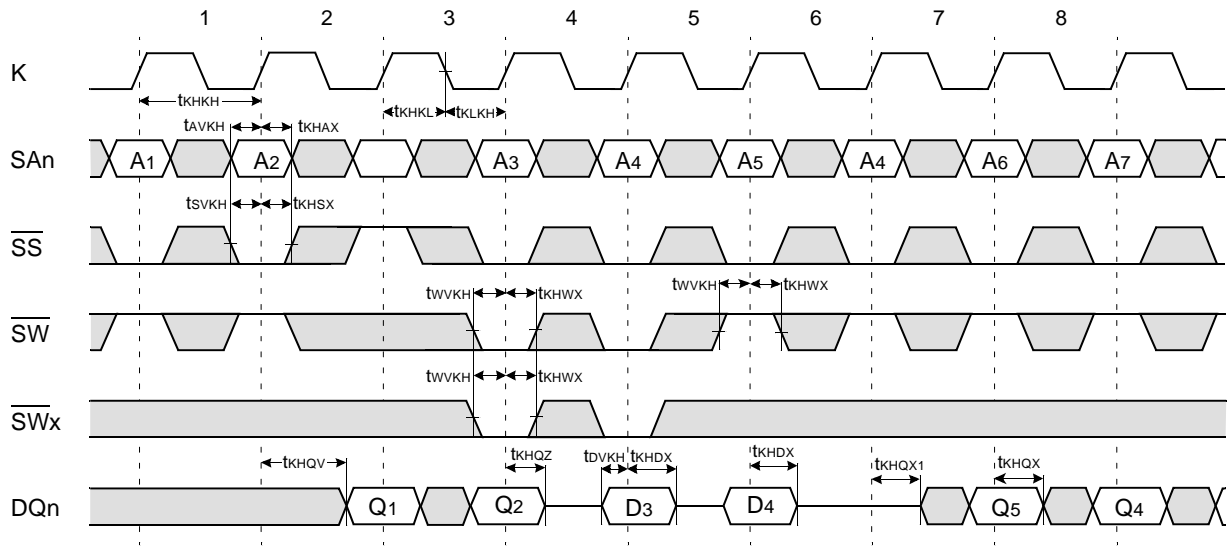 1 2 3 4 5 6 7 8
K
tKHKH tKHKL tKLKH
tAVKH tKHAX
SAn A1 A2 A3 A4 A5 A4 A6 A7
tSVKH tKHSX
SS
tWVKH tKHWX tWVKH tKHWX
SW
tWVKH tKHWX
SWx
tKHQV tKHQZ tDVKH tKHDX tKHDX tKHQX1 tKHQX
DQn Q1 Q2 D3 D4 Q5 Q4